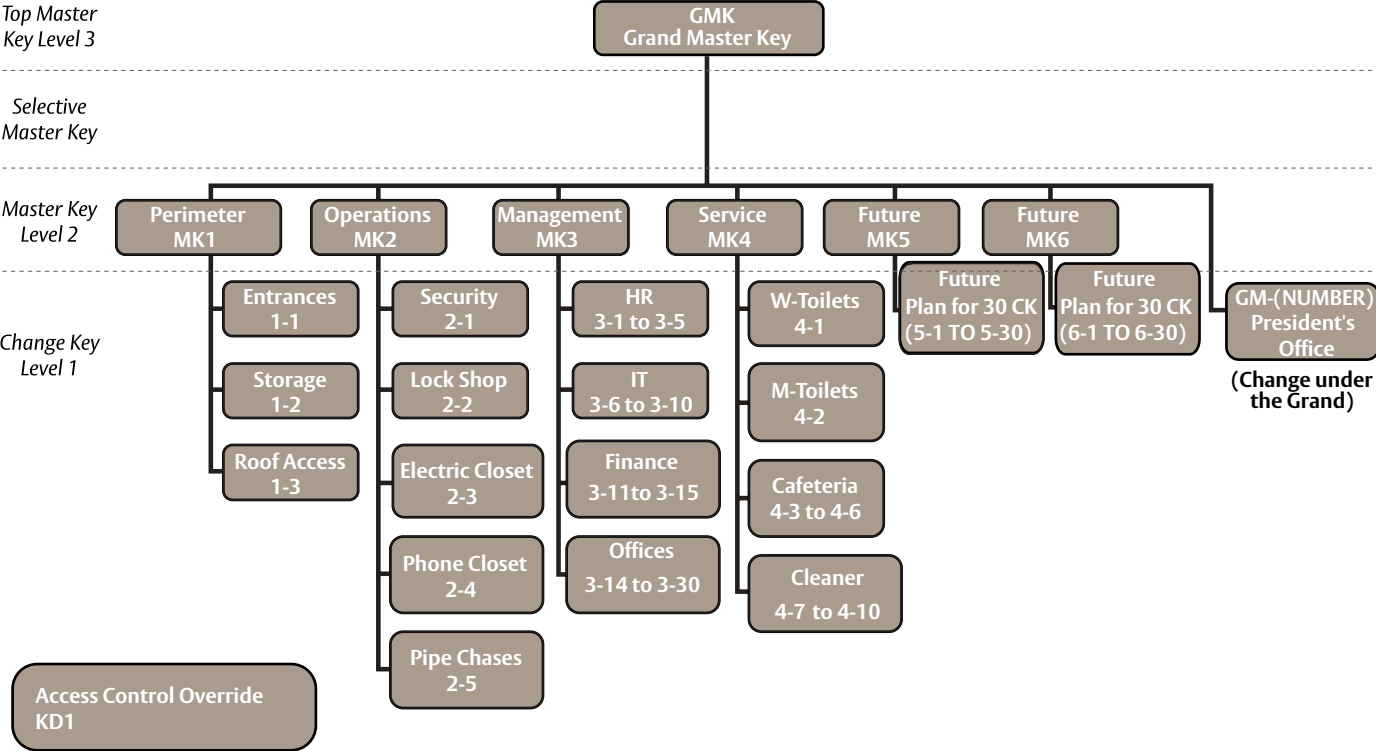 Top Master
Key Level 3
GMK
Grand Master Key
Selective
Master Key
Master Key
Level 2
Perimeter
MK1
Operations
MK2
Management
MK3
Service
MK4
Future
MK5
Future
MK6
Change Key
Level 1
Entrances
1-1
Storage
1-2
Roof Access
1-3
Security
2-1
Lock Shop
2-2
Electric Closet
2-3
Phone Closet
2-4
Pipe Chases
2-5
HR
3-1 to 3-5
IT
3-6 to 3-10
Finance
3-11to 3-15
Offices
3-14 to 3-30
W-Toilets
4-1
M-Toilets
4-2
Cafeteria
4-3 to 4-6
Cleaner
4-7 to 4-10
Future
Plan for 30 CK
(5-1 TO 5-30)
Future
Plan for 30 CK
(6-1 TO 6-30)
GM-(NUMBER)
President's
Office
(Change under
the Grand)
Access Control Override
KD1